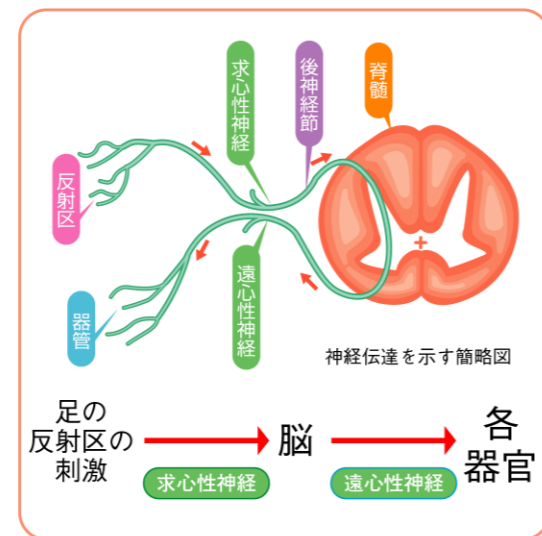 求心性神経
後神経節
脊髄
反射区
遠心性神経
器管
神経伝達を示す簡略図
足の
反射区の
刺激
脳
各
器官
求心性神経
遠心性神経